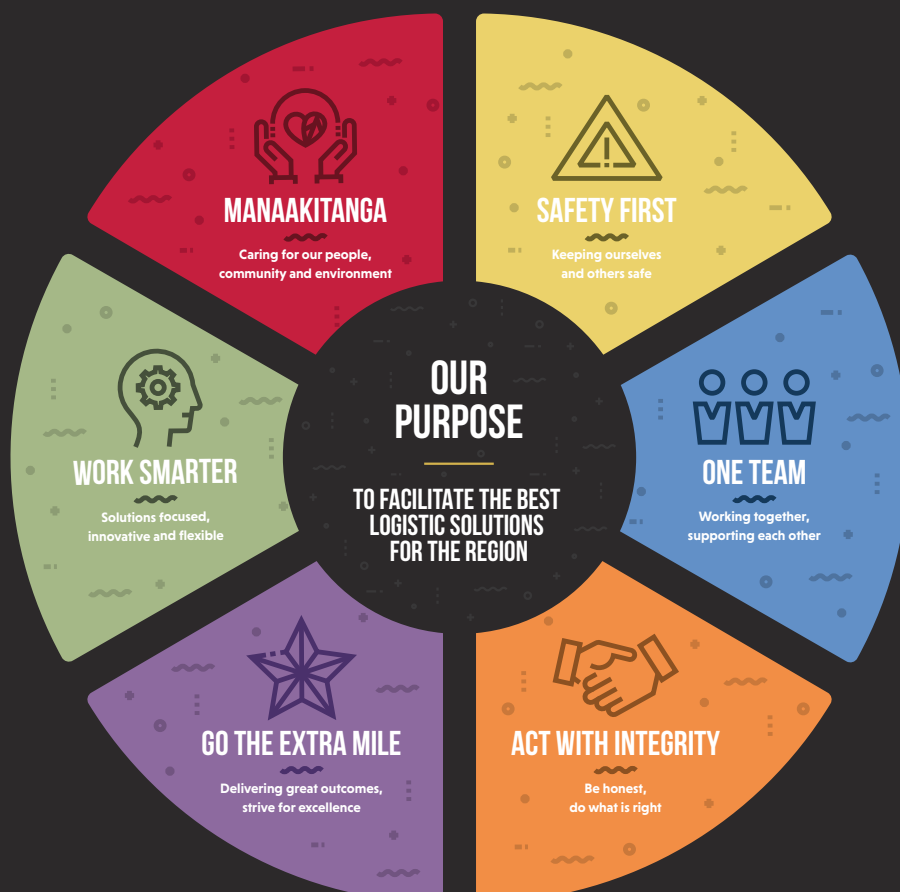 MANAAKITANGA
Caring for our people,
community and environment
SAFETY FIRST
Keeping ourselves
and others safe
OUR
PURPOSE
TO FACILITATE THE BEST
LOGISTIC SOLUTIONS
FOR THE REGION
WORK SMARTER
Solutions focused,
innovative and flexible
ONE TEAM
Working together,
supporting each other
GO THE EXTRA MILE
Delivering great outcomes,
strive for excellence
ACT WITH INTEGRITY
Be honest,
do what is right